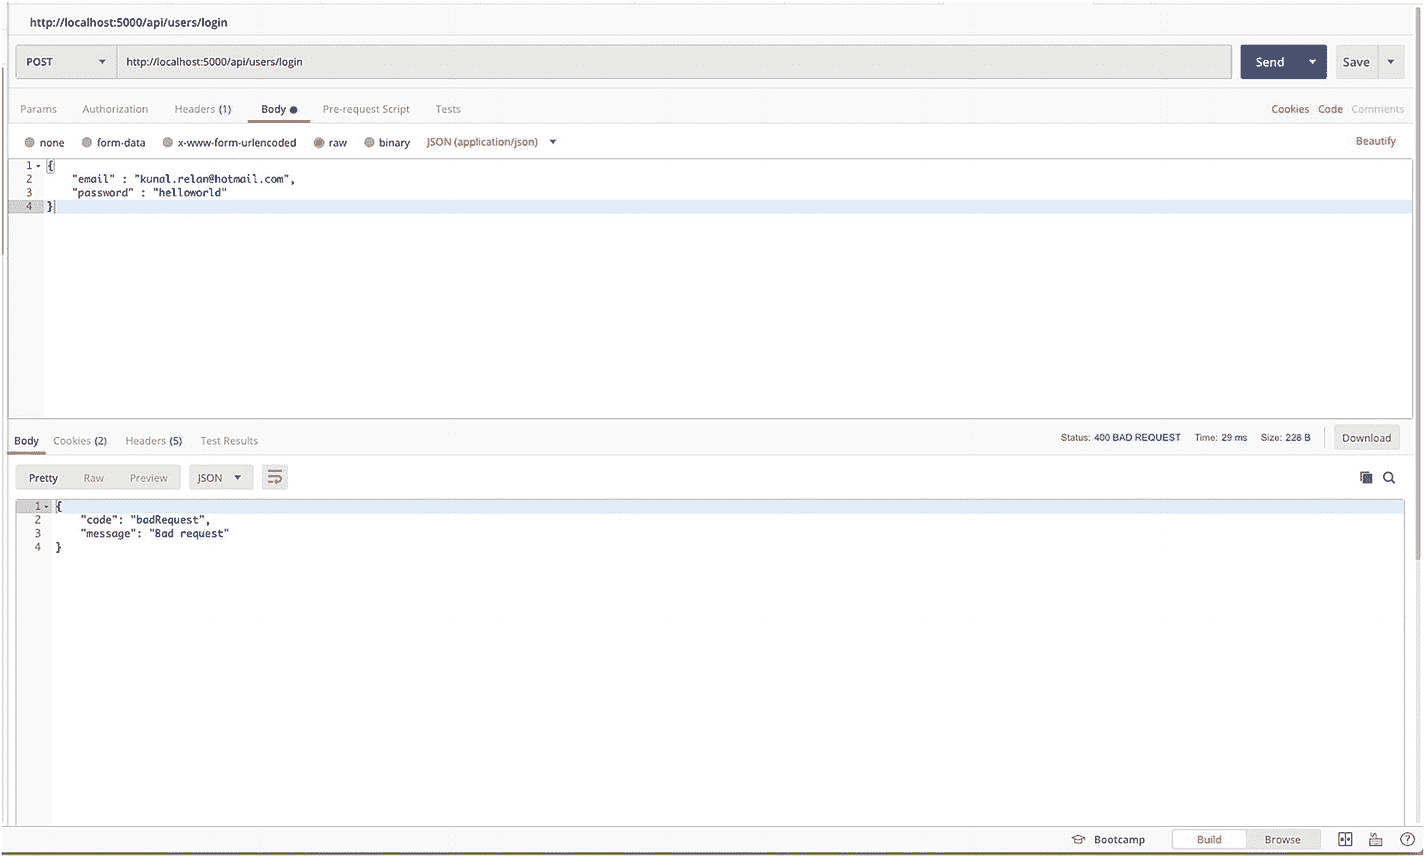 http://localhost:5000/api/users/login
POST http://localhost:5000/api/users/login Send Save
Params Authorization Headers (1) Body Pre-request Script Tests Cookies Code Comments
none form-data x-www-form-urlencoded raw binary JSON (application/json) Beautify
1 {
2 "email" : "kunal.relan@hotmail.com",
3 "password" : "helloworld"
4 }
Body Cookies (2) Headers (5) Test Results Status: 400 BAD REQUEST Time: 29 ms Size: 228 B Download
Pretty Raw Preview JSON
1 {
2 "code": "badRequest",
3 "message": "Bad request"
4 }
Bootcamp Build Browse